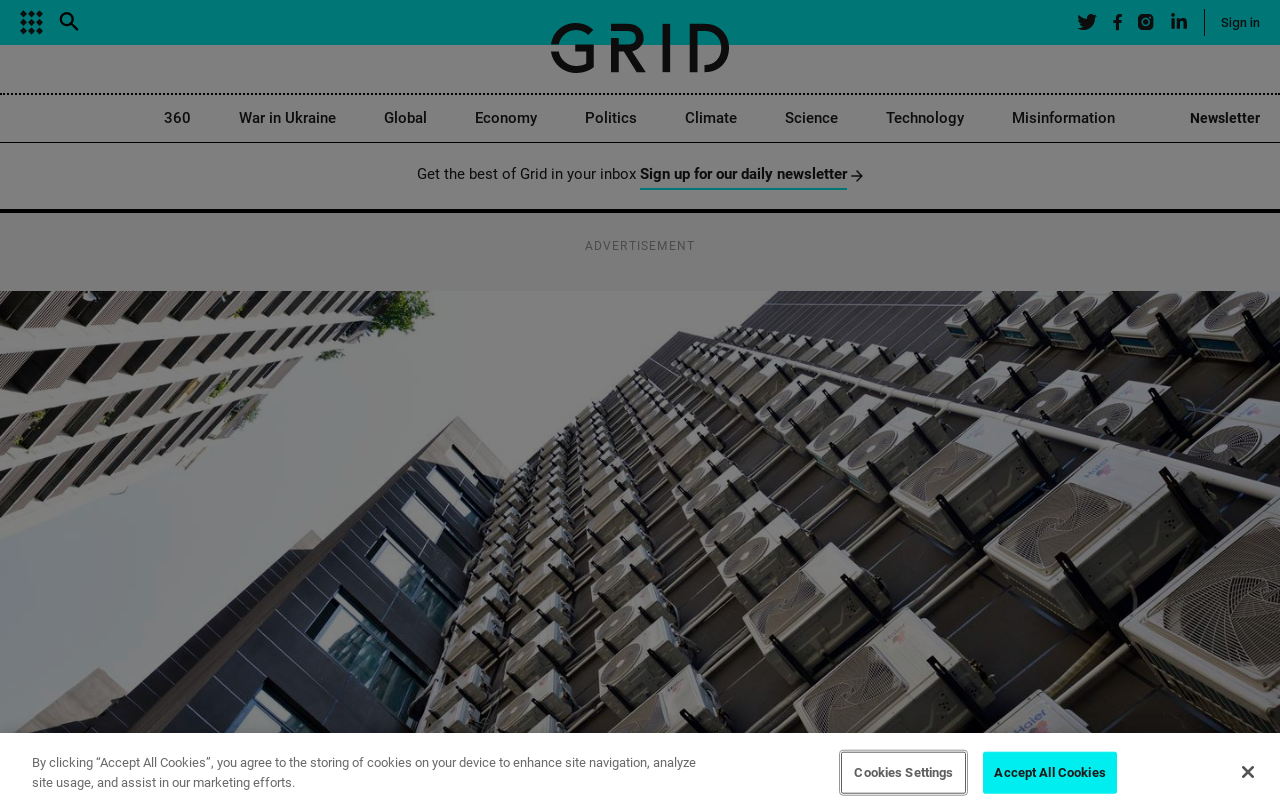 Sign in
GRID
360
War in Ukraine
Global
Economy
Politics
Climate
Science
Technology
Misinformation
Newsletter
Get the best of Grid in your inbox Sign up for our daily newsletter
ADVERTISEMENT
Haier
By clicking “Accept All Cookies”, you agree to the storing of cookies on your device to enhance site navigation, analyze
site usage, and assist in our marketing efforts.
Cookies Settings
Accept All Cookies